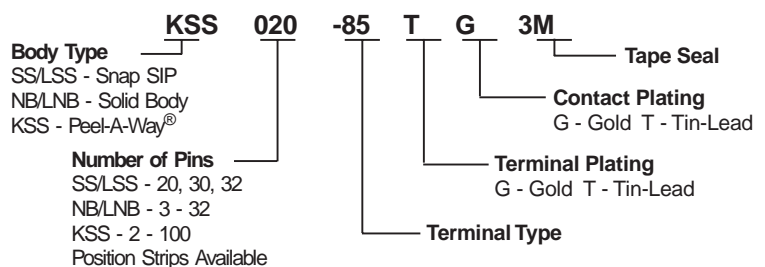 KSS 020 -85 T G 3M
Body Type
SS/LSS - Snap SIP
NB/LNB - Solid Body
KSS - Peel-A-Way®
Tape Seal
Contact Plating
G - Gold T - Tin-Lead
Number of Pins
SS/LSS - 20, 30, 32
NB/LNB - 3 - 32
KSS - 2 - 100
Position Strips Available
Terminal Plating
G - Gold T - Tin-Lead
Terminal Type